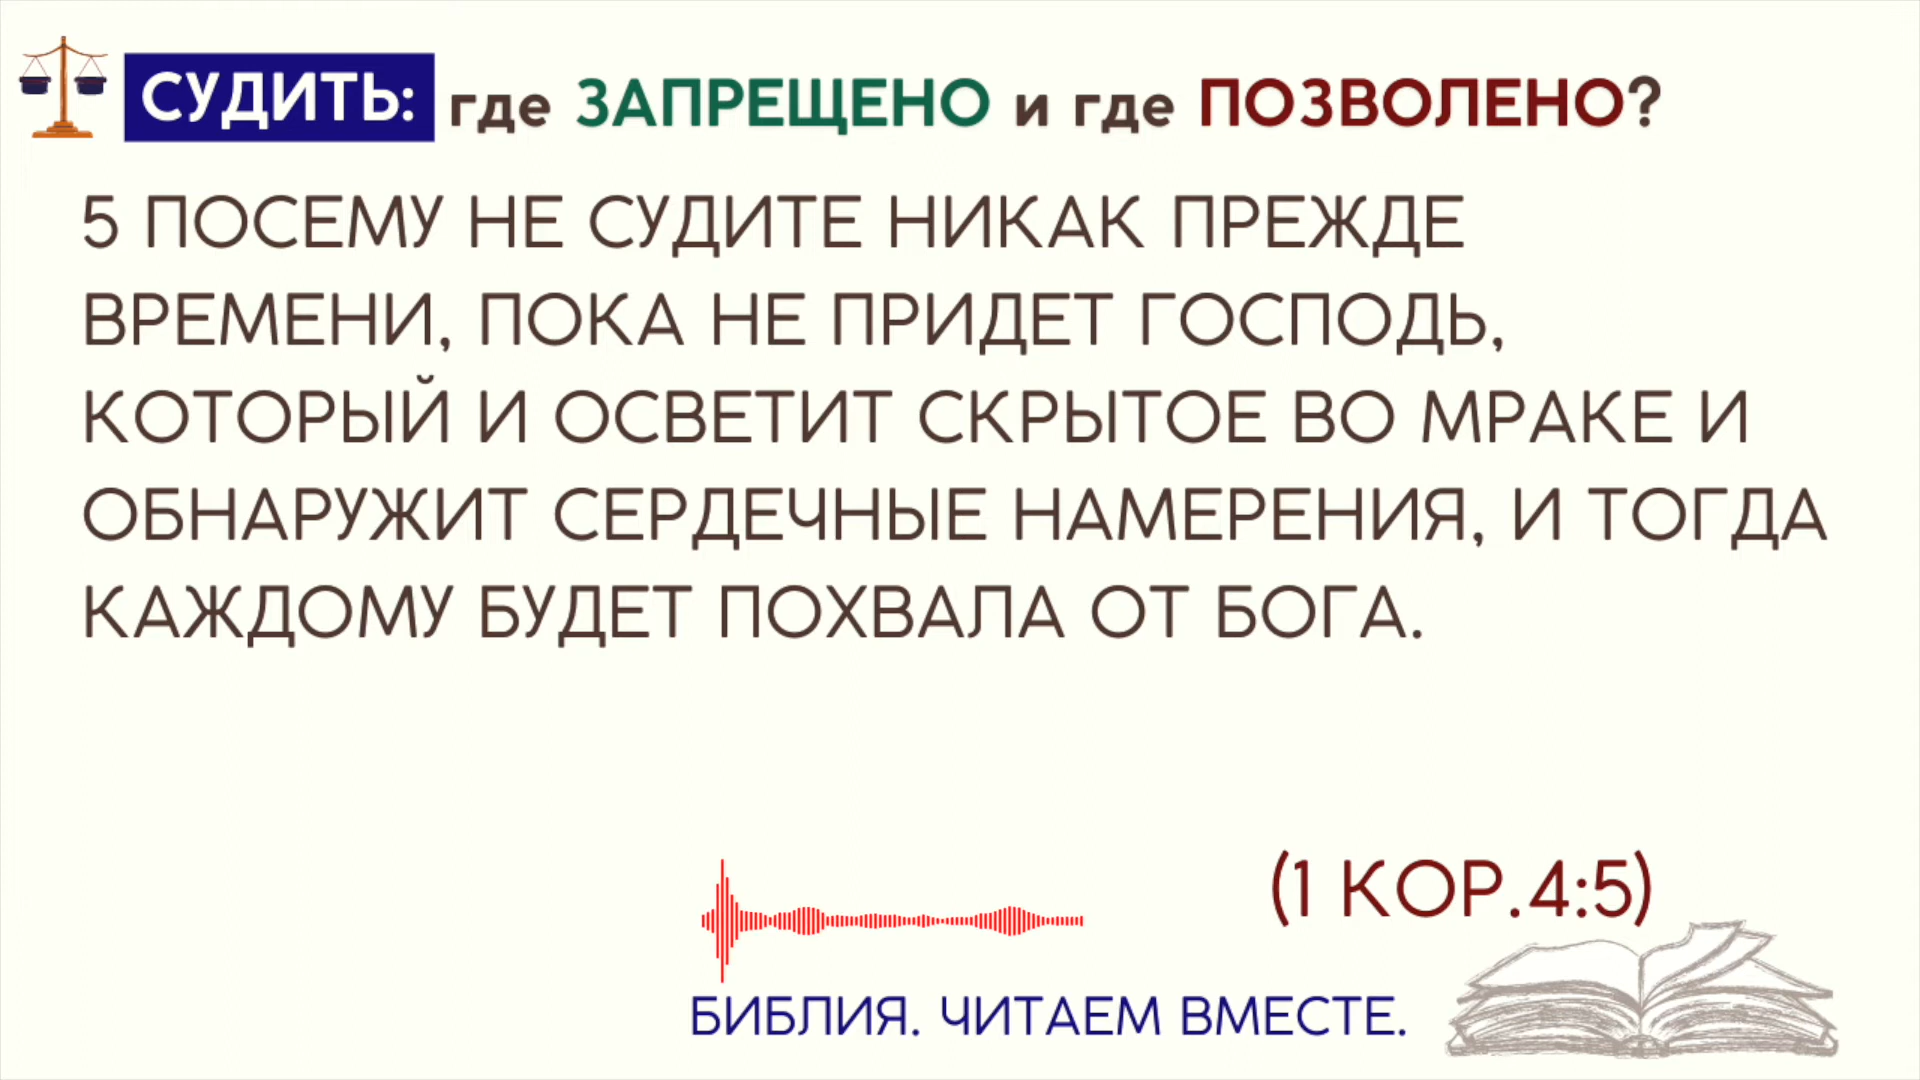 СУДИТЬ: где ЗАПРЕЩЕНО и где ПОЗВОЛЕНО?
5 ПОСЕМУ НЕ СУДИТЕ НИКАК ПРЕЖДЕ
ВРЕМЕНИ, ПОКА НЕ ПРИДЕТ ГОСПОДЬ,
КОТОРЫЙ И ОСВЕТИТ СКРЫТОЕ ВО МРАКЕ И
ОБНАРУЖИТ СЕРДЕЧНЫЕ НАМЕРЕНИЯ, И ТОГДА
КАЖДОМУ БУДЕТ ПОХВАЛА ОТ БОГА.
(1 КОР.4:5)
БИБЛИЯ. ЧИТАЕМ ВМЕСТЕ.